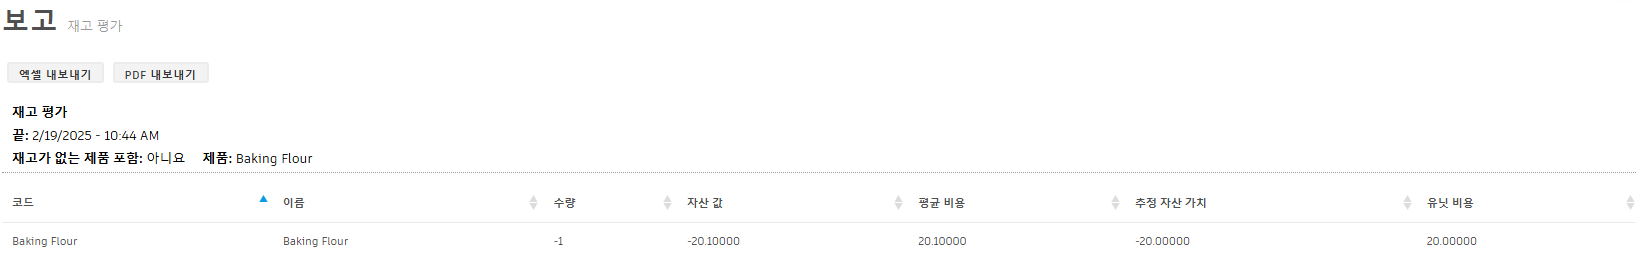 보고 재고 평가
엑셀 내보내기 PDF 내보내기
재고 평가
끝: 2/19/2025 - 10:44 AM
재고가 없는 제품 포함: 아니요 제품: Baking Flour
코드 이름 수량 자산 값 평균 비용 추정 자산 가치 유닛 비용
Baking Flour Baking Flour -1 -20.10000 20.10000 -20.00000 20.00000